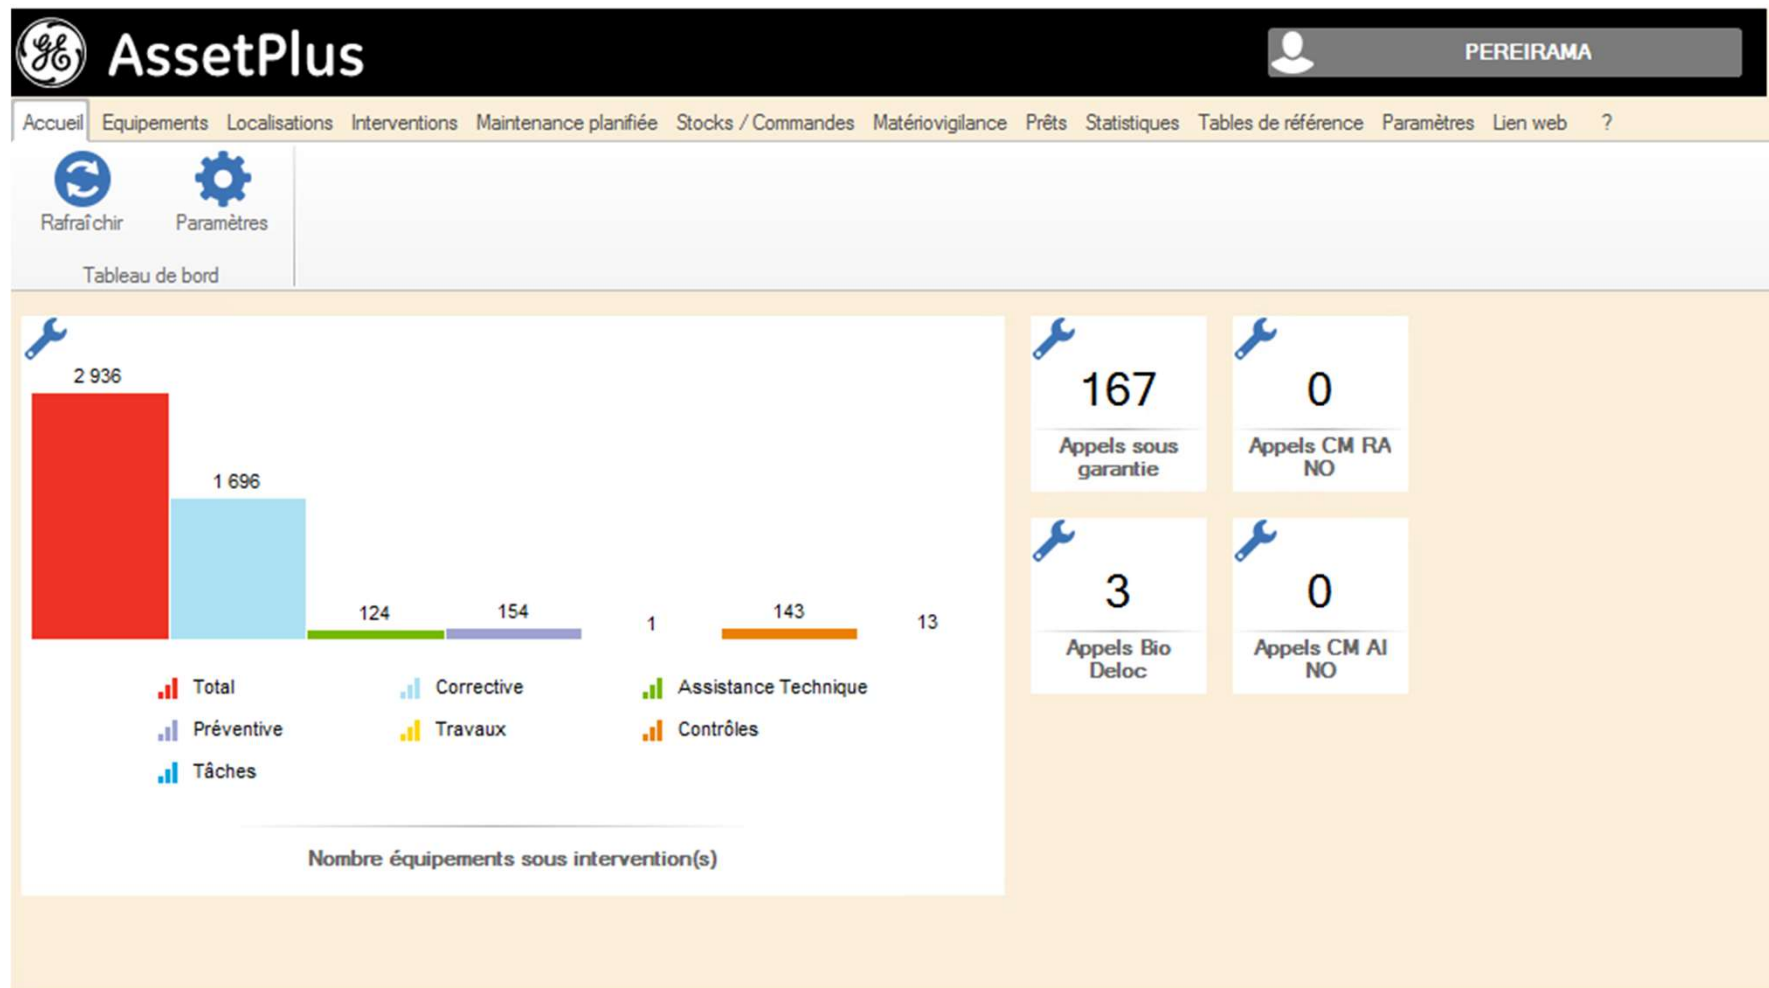 GE AssetPlus
PEREIRAMA
Accueil Equipements Localisations Interventions Maintenance planifiée Stocks / Commandes Matériovigilance Prêts Statistiques Tables de référence Paramètres Lien web ?
Rafraîchir Paramètres
Tableau de bord
2 936
1 696
124
154
1
143
13
Total
Corrective
Assistance Technique
Préventive
Travaux
Contrôles
Tâches
Nombre équipements sous intervention(s)
167
Appels sous
garantie
0
Appels CM RA
NO
3
Appels Bio
Deloc
0
Appels CM AI
NO